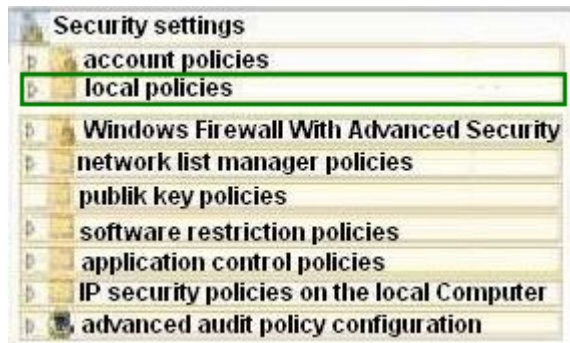 Security settings
account policies
local policies
Windows Firewall With Advanced Security
network list manager policies
publik key policies
software restriction policies
application control policies
IP security policies on the local Computer
advanced audit policy configuration